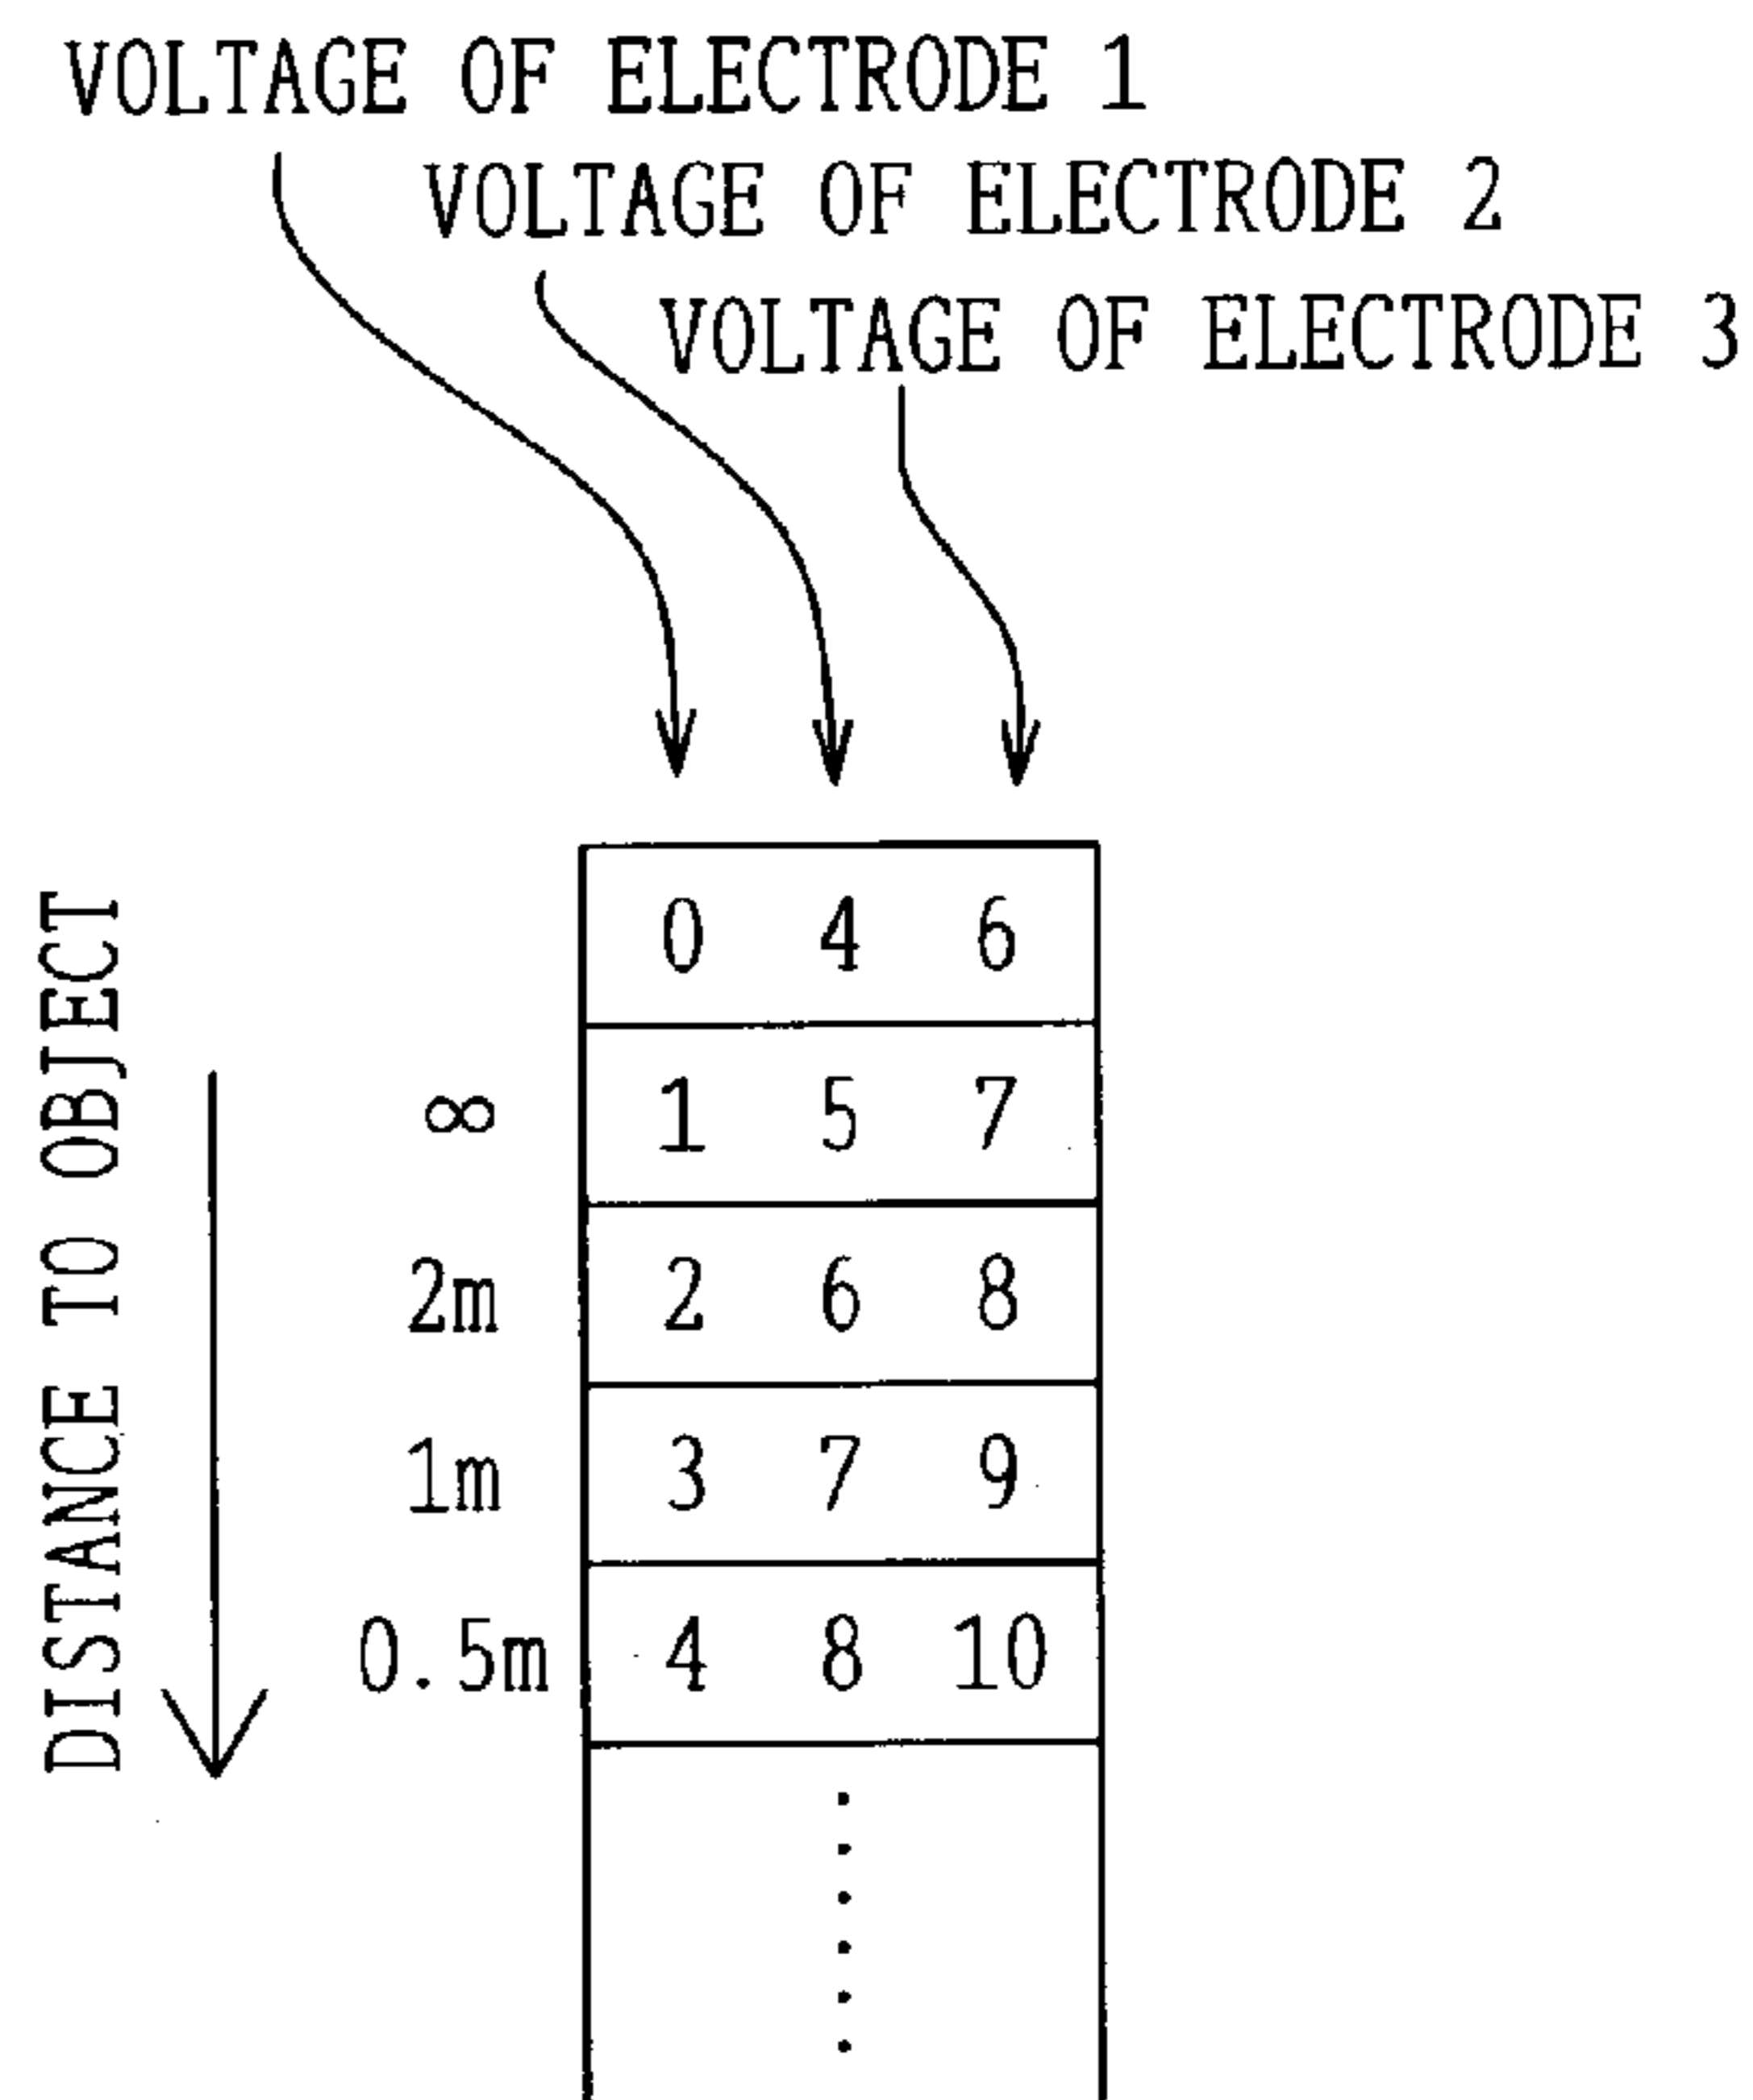 VOLTAGE OF ELECTRODE 1
VOLTAGE OF ELECTRODE 2
VOLTAGE OF ELECTRODE 3
DISTANCE TO OBJECT
0 4 6
∞ 1 5 7
2m 2 6 8
1m 3 7 9
0.5m 4 8 10